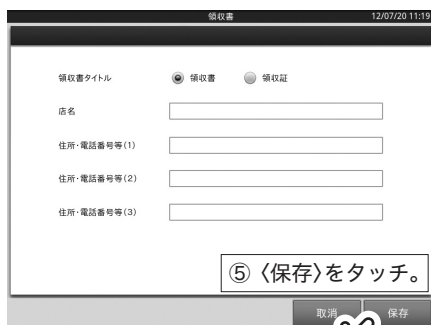 領収書 12/07/20 11:19
領収書タイトル 領収書 領収証
店名
住所・電話番号等(1)
住所・電話番号等(2)
住所・電話番号等(3)
⑤〈保存〉をタッチ。
取消 保存